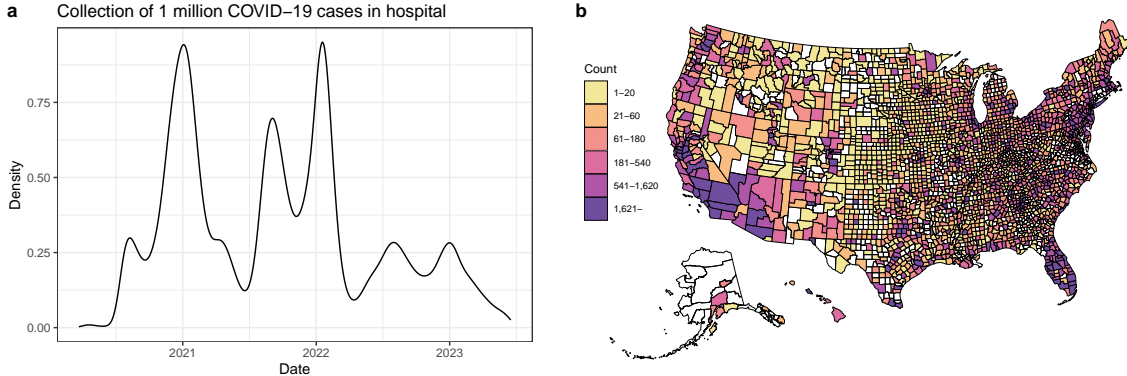 a
Collection of 1 million COVID−19 cases in hospital
0.75
0.50
0.25
0.00
Density
2021
2022
2023
Date
b
Count
1−20
21−60
61−180
181−540
541−1,620
1,621−